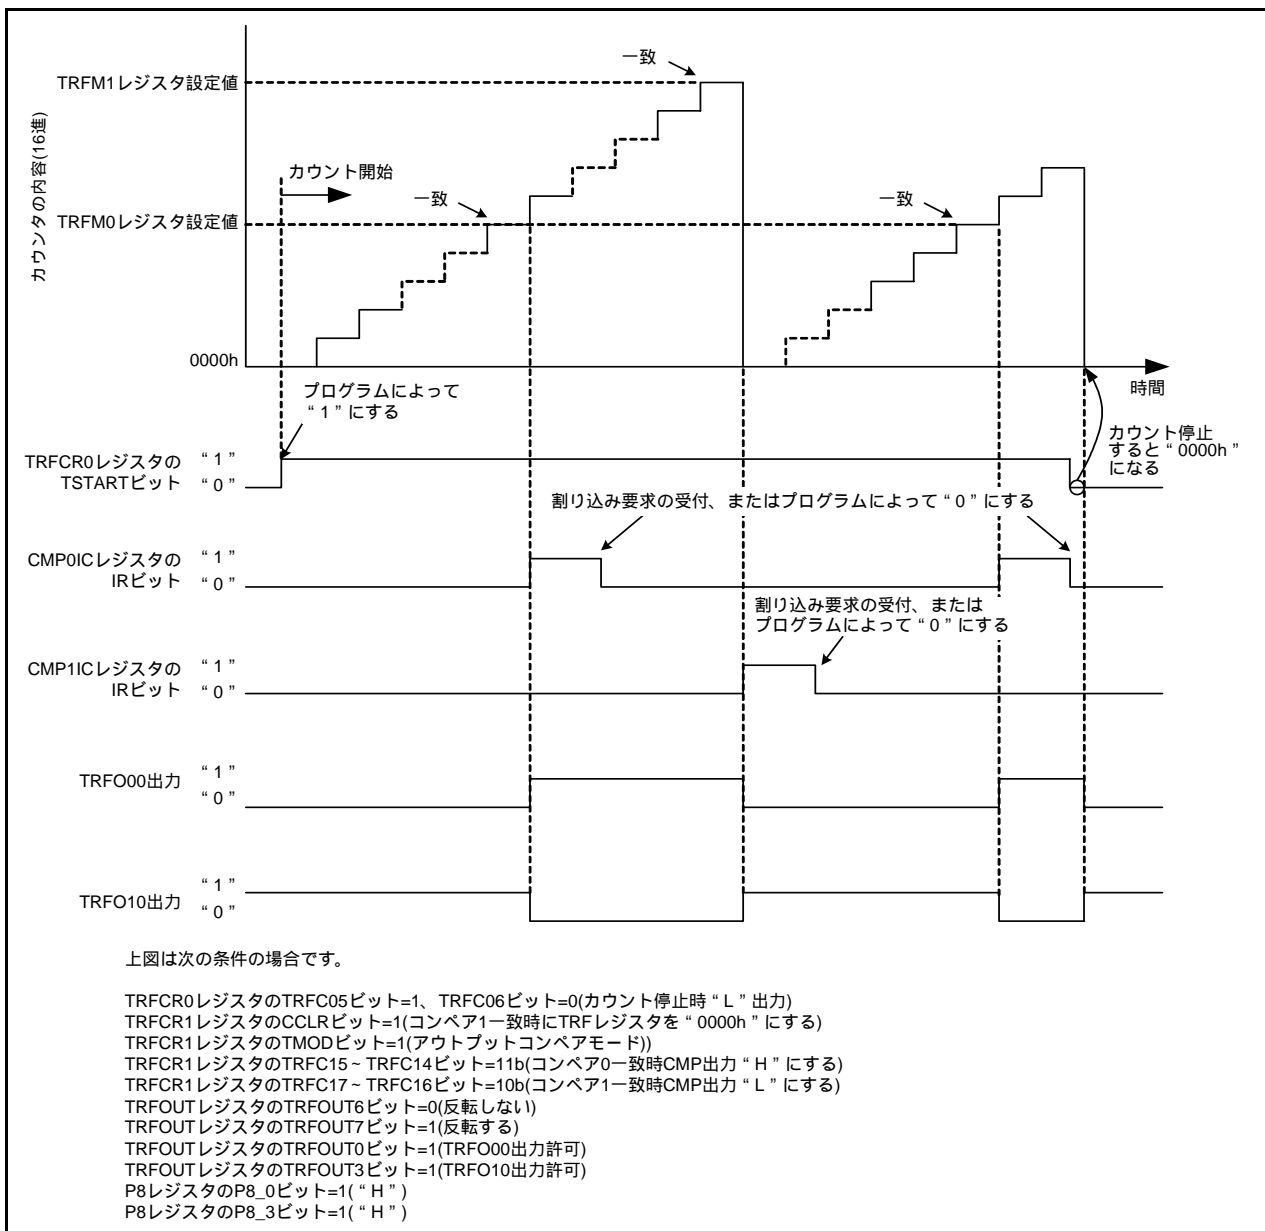 一致
TRFM1レジスタ設定値
カウンタの内容(16進)
カウント開始
一致
一致
TRFM0レジスタ設定値
0000h
時間
プログラムによって
“ 1 ” にする
カウント停止
すると “ 0000h ”
になる
TRFCR0レジスタの
TSTARTビット
“ 1 ”
“ 0 ”
割り込み要求の受付、またはプログラムによって “ 0 ” にする
CMP0ICレジスタの
IRビット
“ 1 ”
“ 0 ”
割り込み要求の受付、または
プログラムによって “ 0 ” にする
CMP1ICレジスタの
IRビット
“ 1 ”
“ 0 ”
TRFO00出力
“ 1 ”
“ 0 ”
TRFO10出力
“ 1 ”
“ 0 ”
上図は次の条件の場合です。
TRFCR0レジスタのTRFC05ビット=1、TRFC06ビット=0(カウント停止時 “ L ” 出力)
TRFCR1レジスタのCCLRビット=1(コンペア1一致時にTRFレジスタを “ 0000h ” にする)
TRFCR1レジスタのTMODビット=1(アウトプットコンペアモード))
TRFCR1レジスタのTRFC15 ~ TRFC14ビット=11b(コンペア0一致時CMP出力 “ H ” にする)
TRFCR1レジスタのTRFC17 ~ TRFC16ビット=10b(コンペア1一致時CMP出力 “ L ” にする)
TRFOUTレジスタのTRFOUT6ビット=0(反転しない)
TRFOUTレジスタのTRFOUT7ビット=1(反転する)
TRFOUTレジスタのTRFOUT0ビット=1(TRFO00出力許可)
TRFOUTレジスタのTRFOUT3ビット=1(TRFO10出力許可)
P8レジスタのP8_0ビット=1( “ H ” )
P8レジスタのP8_3ビット=1( “ H ” )